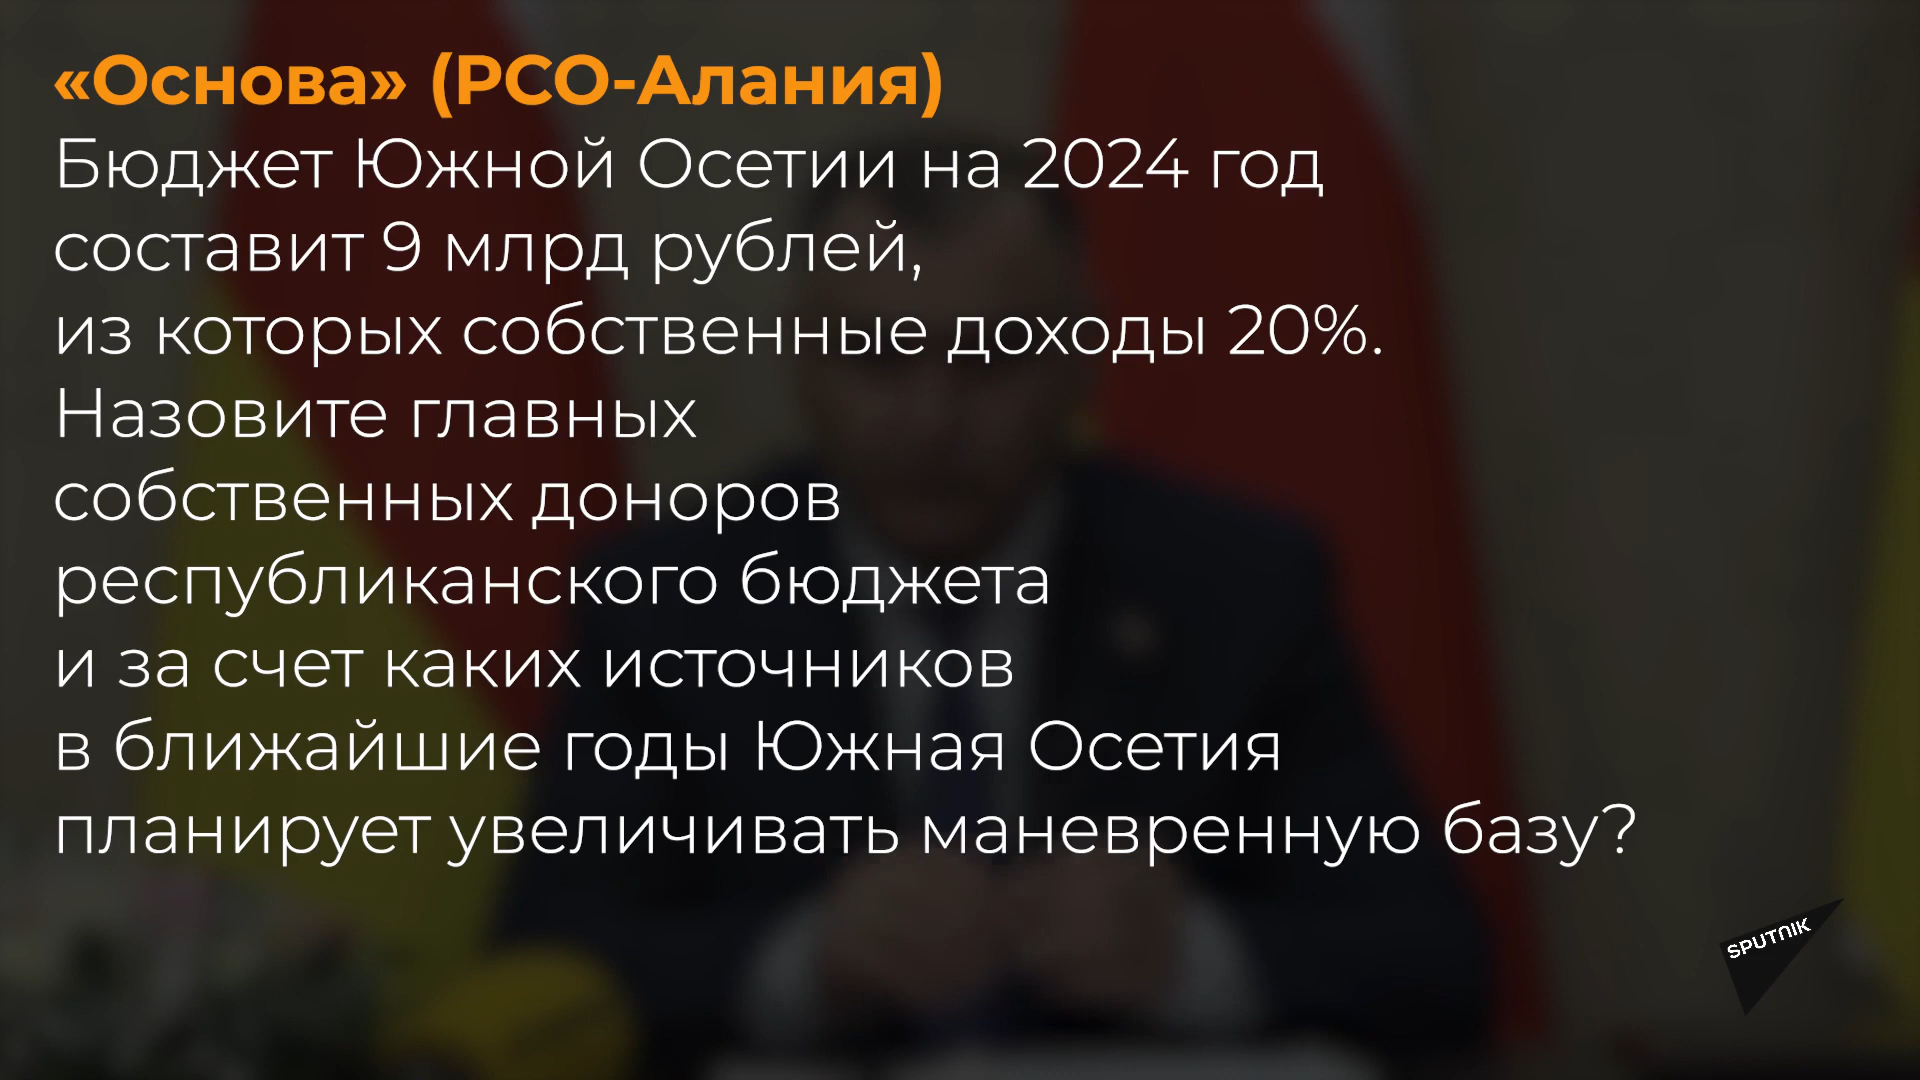 «Основа» (РСО-Алания)
Бюджет Южной Осетии на 2024 год
составит 9 млрд рублей,
из которых собственные доходы 20%.
Назовите главных
собственных доноров
республиканского бюджета
и за счет каких источников
в ближайшие годы Южная Осетия
планирует увеличивать маневренную базу?
SPUTNIK